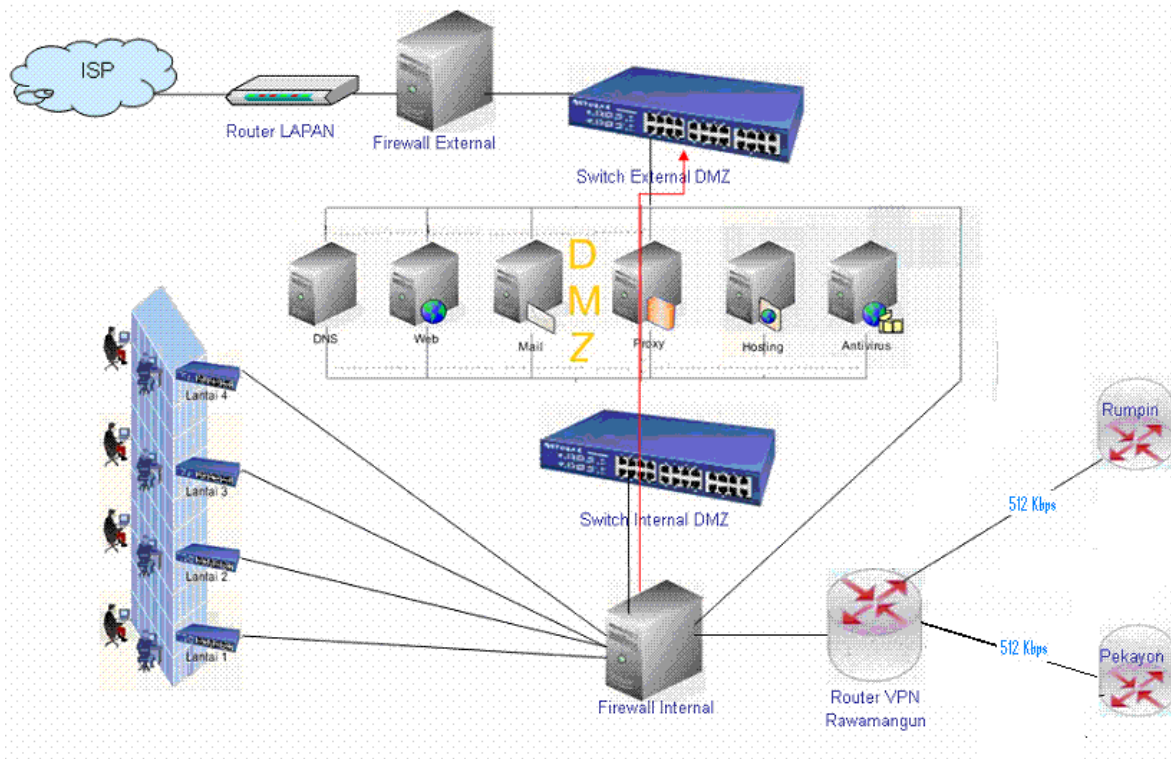 ISP
Router LAPAN
Firewall External
Switch External DMZ
D
M
Z
DNS
Web
Mail
Proxy
Hosting
Antivirus
Lantai 4
Lantai 3
Lantai 2
Lantai 1
Switch Internal DMZ
Firewall Internal
Router VPN
Rawamangun
512 Kbps
512 Kbps
Rumpin
Pekayon